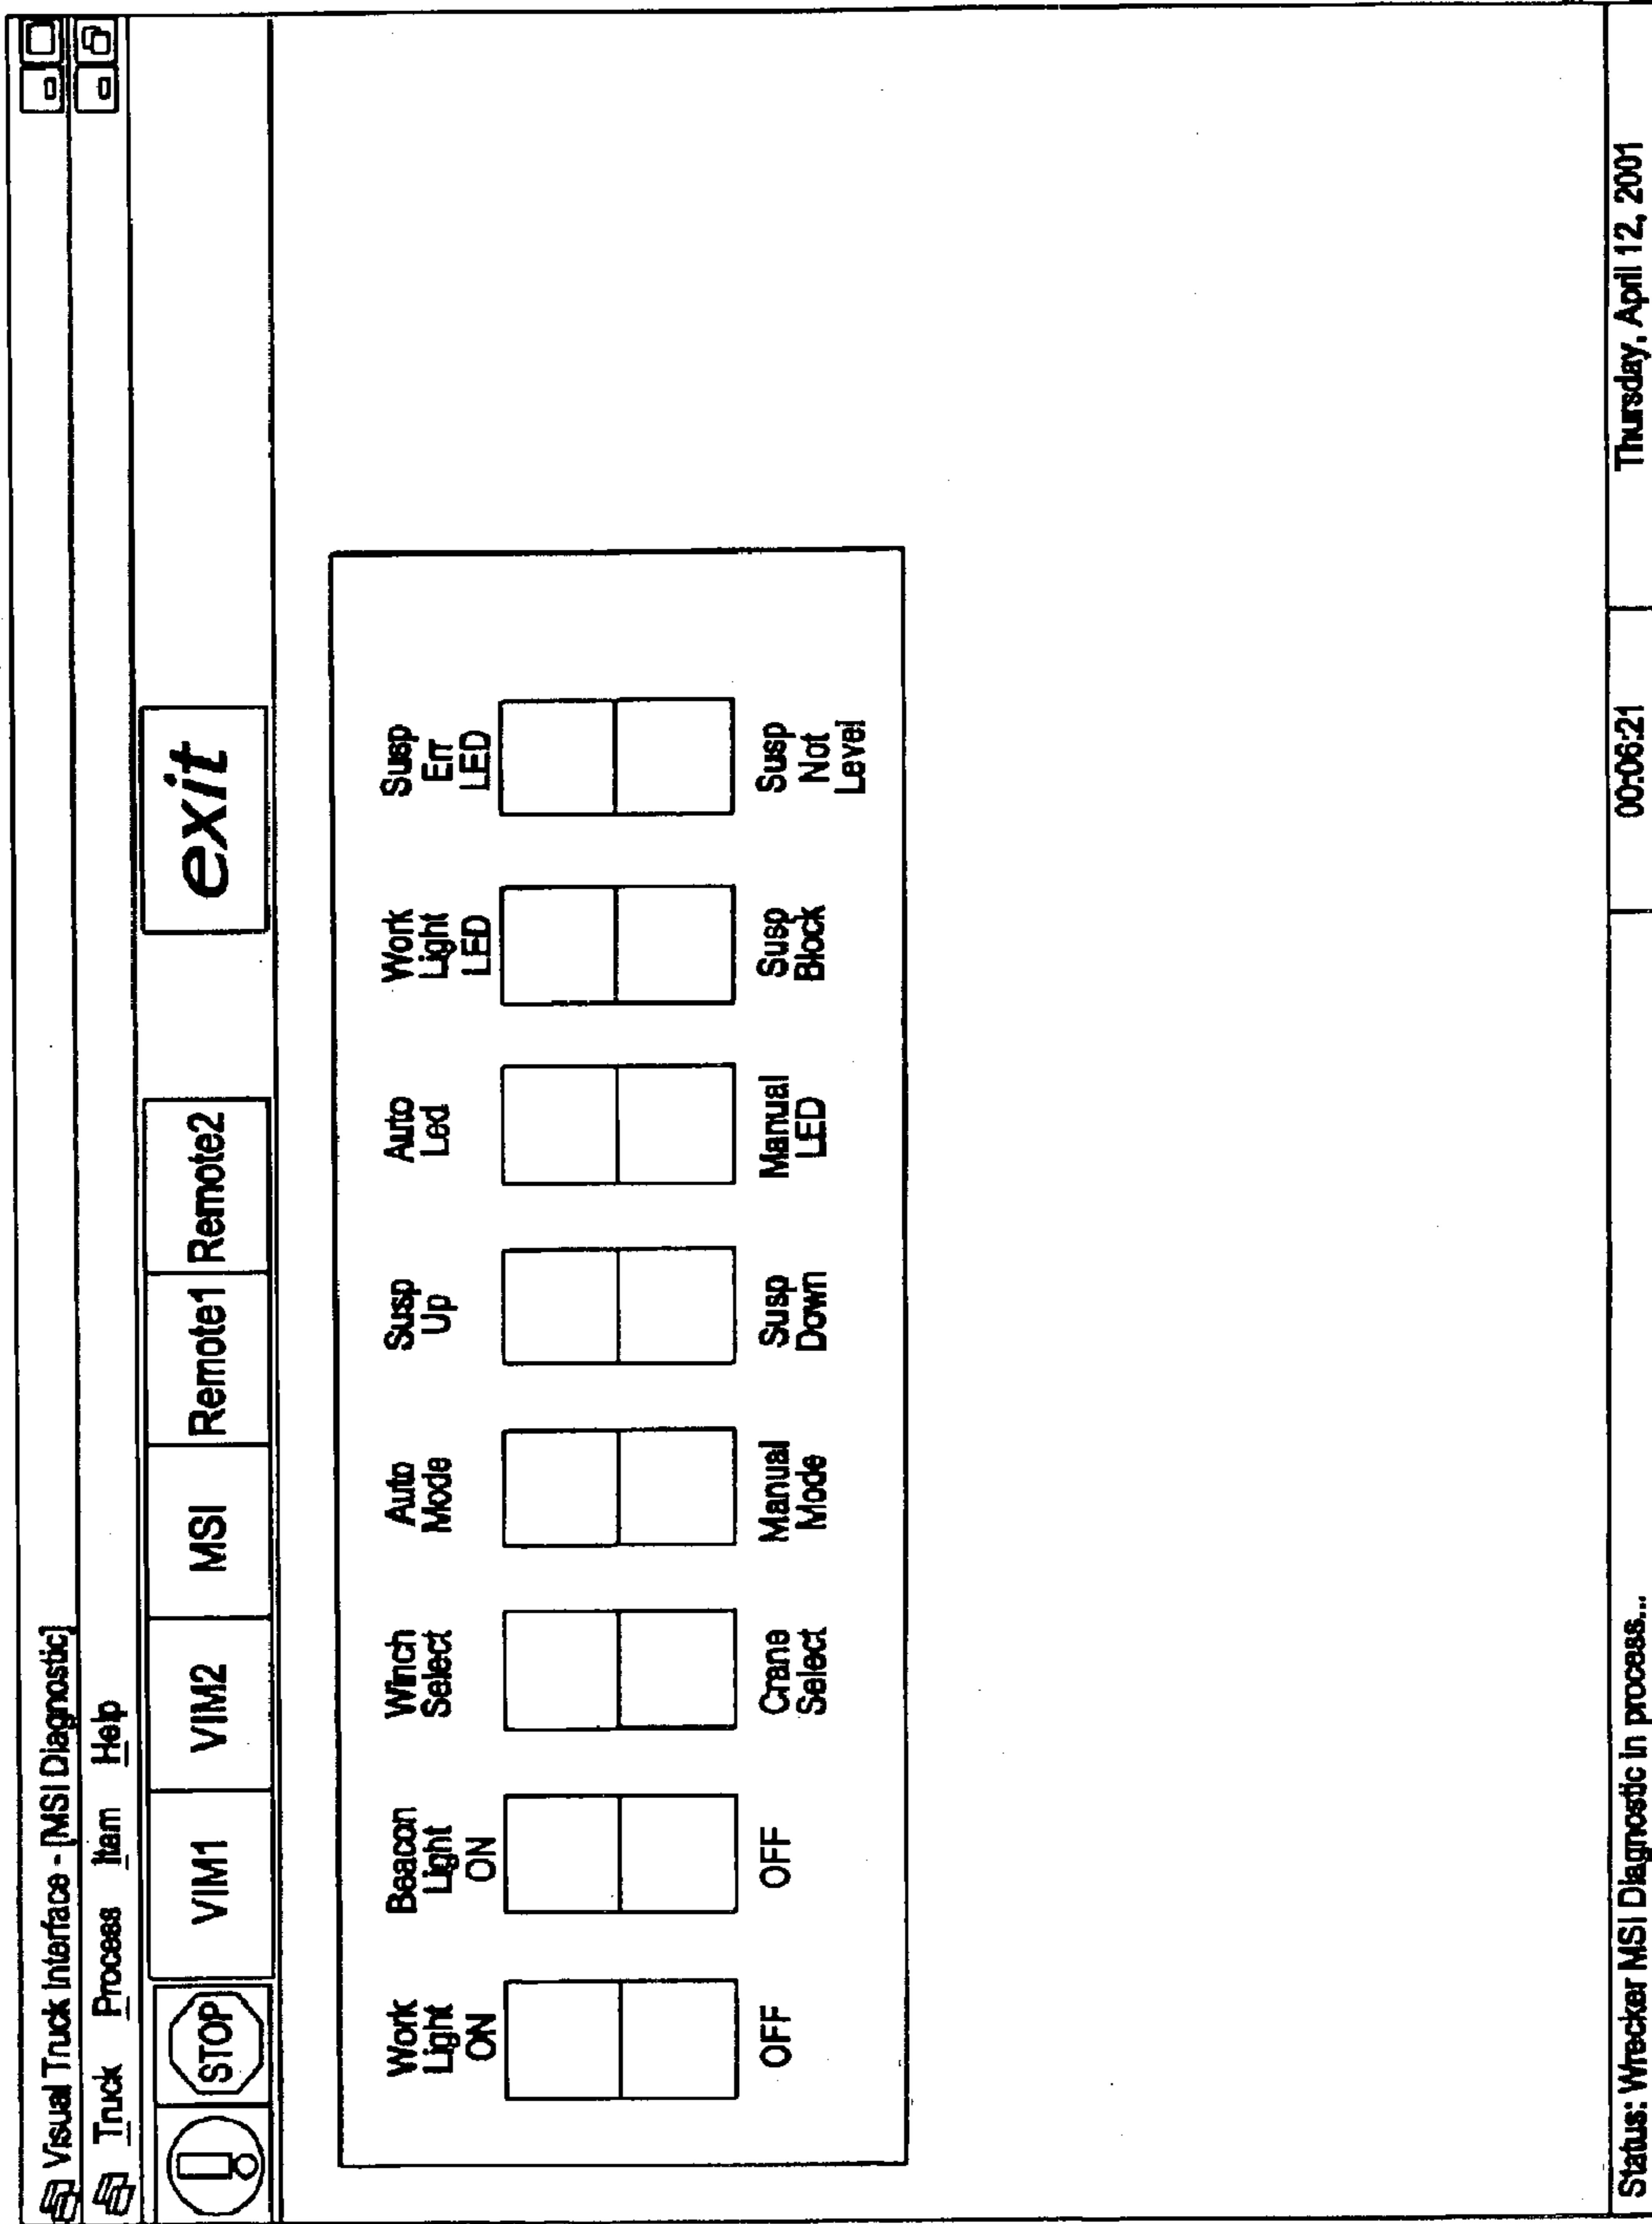 Visual Truck Interface - [MSI Diagnostic]
Truck Process Item Help
STOP VIM1 VIM2 MSI Remote1 Remote2 exit
Work Light ON
Beacon Light ON
Winch Select
Auto Mode
Susp Up
Auto Led
Work Light LED
Susp Err LED
OFF
OFF
Crane Select
Manual Mode
Susp Down
Manual LED
Susp Block
Susp Not Level
Status: Wrecker MSI Diagnostic in process... 00:06:21 Thursday, April 12, 2001